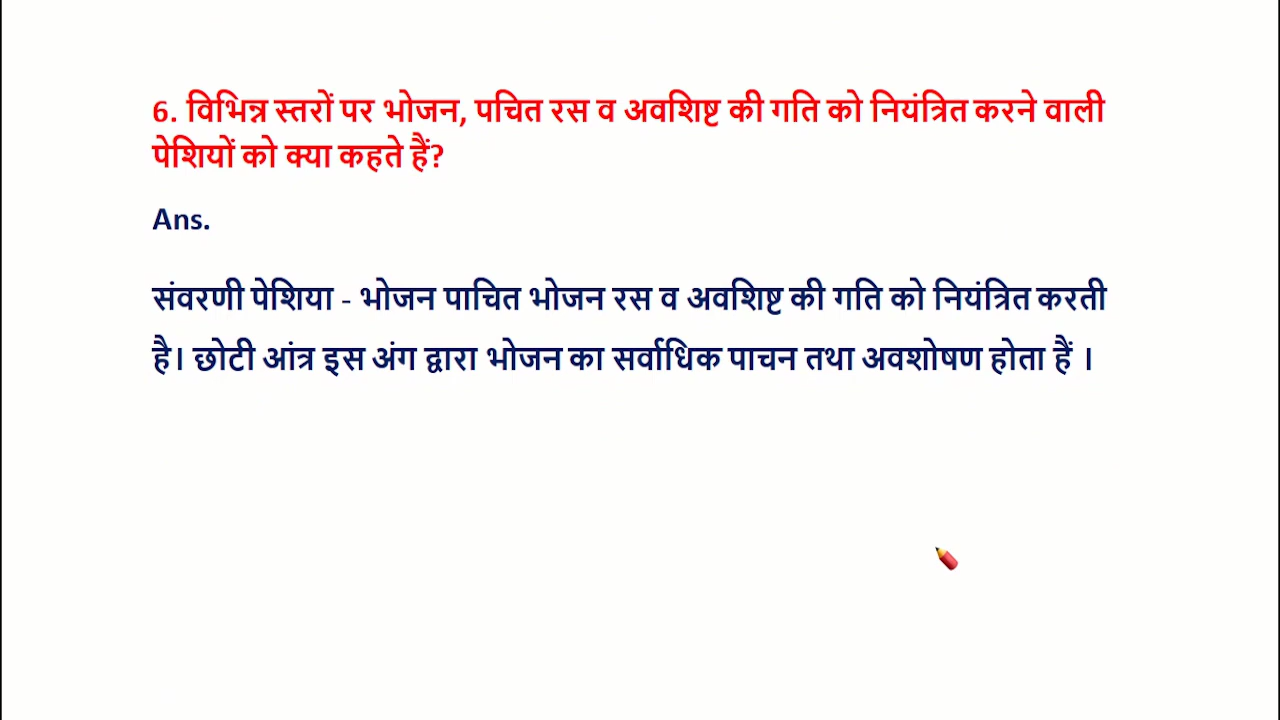 6. विभिन्न स्तरों पर भोजन, पचित रस व अवशिष्ट की गति को नियंत्रित करने वाली
पेशियों को क्या कहते हैं?
Ans.
संवरणी पेशिया - भोजन पाचित भोजन रस व अवशिष्ट की गति को नियंत्रित करती
है। छोटी आंत्र इस अंग द्वारा भोजन का सर्वाधिक पाचन तथा अवशोषण होता हैं ।